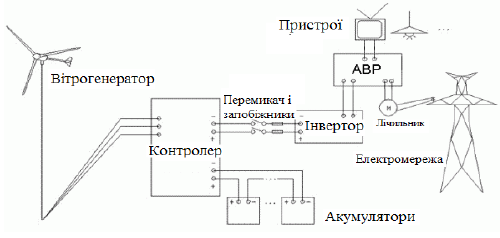 Пристрої
Вітрогенератор
АВР
Перемикач і
запобіжники
Інвертор
Лічильник
Контролер
Електромережа
Акумулятори